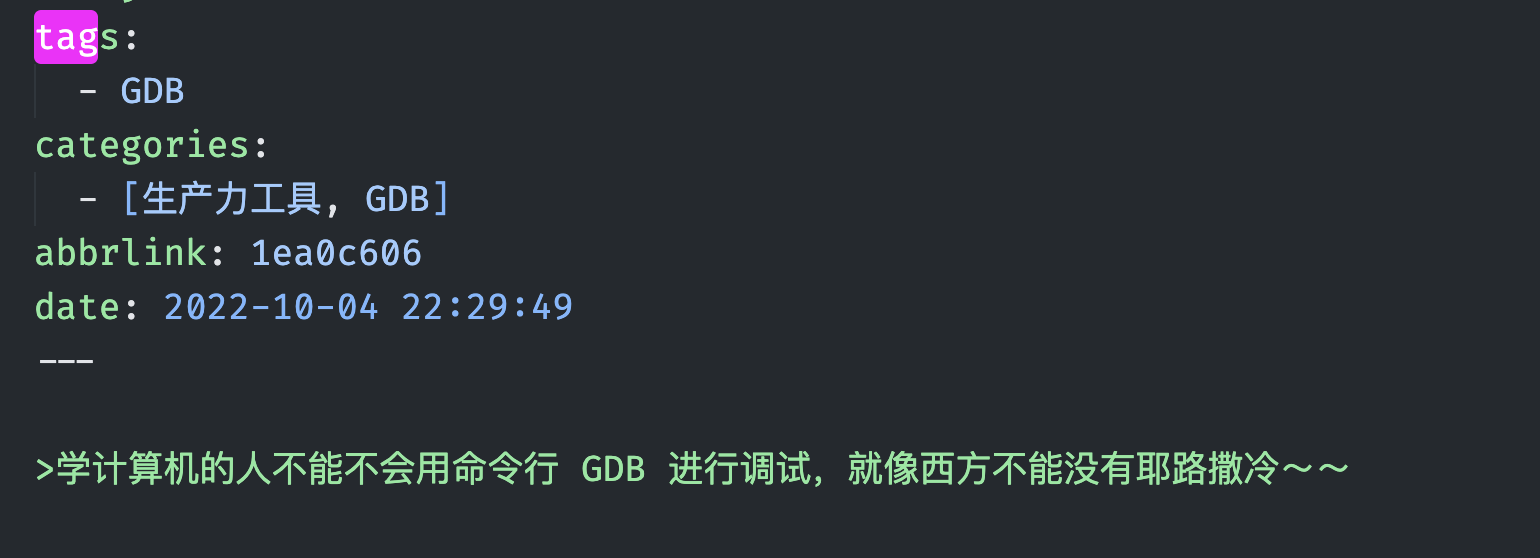 tags:
- GDB
categories:
- [生产力工具, GDB]
abbrlink: 1ea0c606
date: 2022-10-04 22:29:49
---
>学计算机的人不能不会用命令行 GDB 进行调试，就像西方不能没有耶路撒冷～～